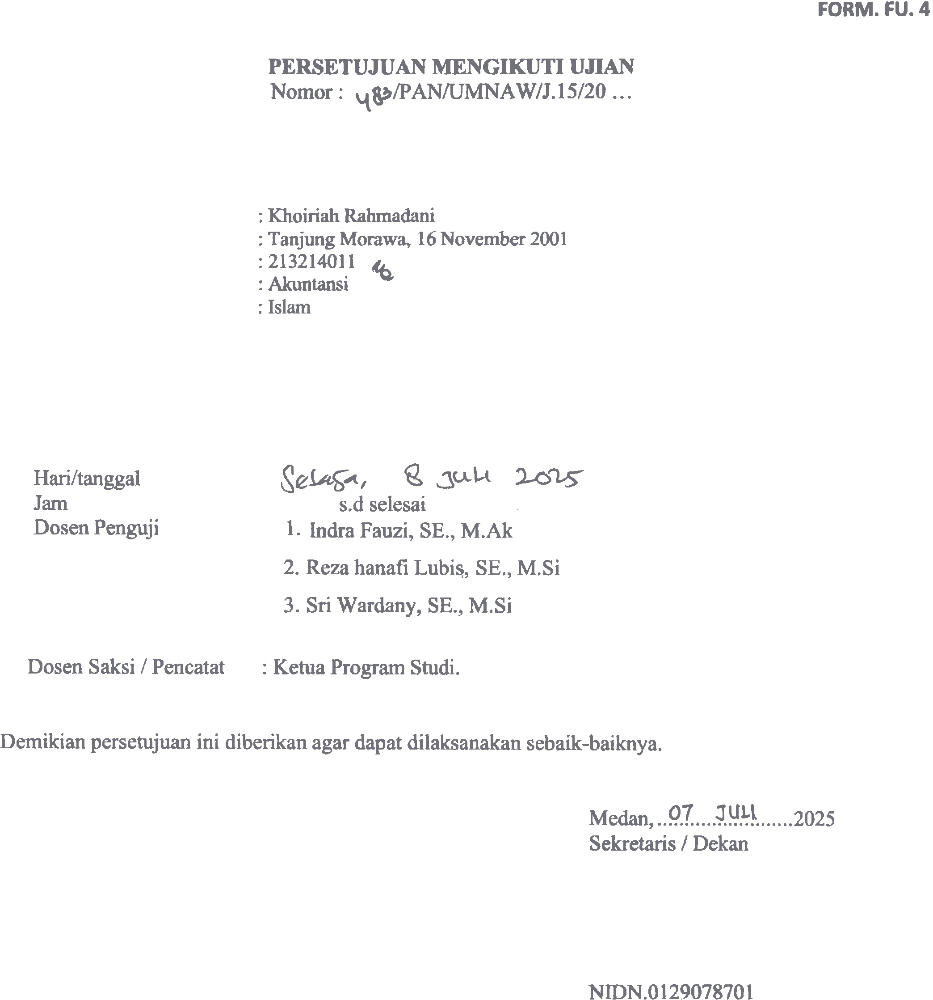 FORM. FU. 4
PERSETUJUAN MENGIKUTI UJIAN
Nomor : 483/PAN/UMNAW/J.15/20 ...
: Khoiriah Rahmadani
: Tanjung Morawa, 16 November 2001
: 213214011
: Akuntansi
: Islam
Hari/tanggal Selasa, 8 Juli 2025
Jam s.d selesai
Dosen Penguji 1. Indra Fauzi, SE., M.Ak
2. Reza hanafi Lubis, SE., M.Si
3. Sri Wardany, SE., M.Si
Dosen Saksi / Pencatat : Ketua Program Studi.
Demikian persetujuan ini diberikan agar dapat dilaksanakan sebaik-baiknya.
Medan, 07 JULI 2025
Sekretaris / Dekan
NIDN.0129078701